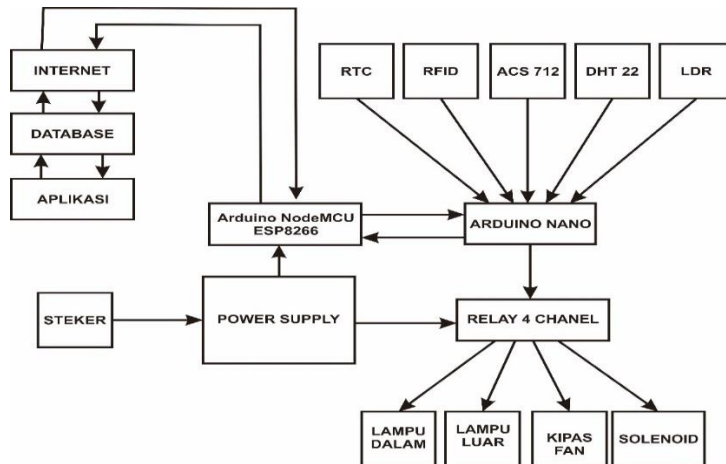 INTERNET
DATABASE
APLIKASI
RTC
RFID
ACS 712
DHT 22
LDR
Arduino NodeMCU
ESP8266
ARDUINO NANO
STEKER
POWER SUPPLY
RELAY 4 CHANEL
LAMPU
DALAM
LAMPU
LUAR
KIPAS
FAN
SOLENOID